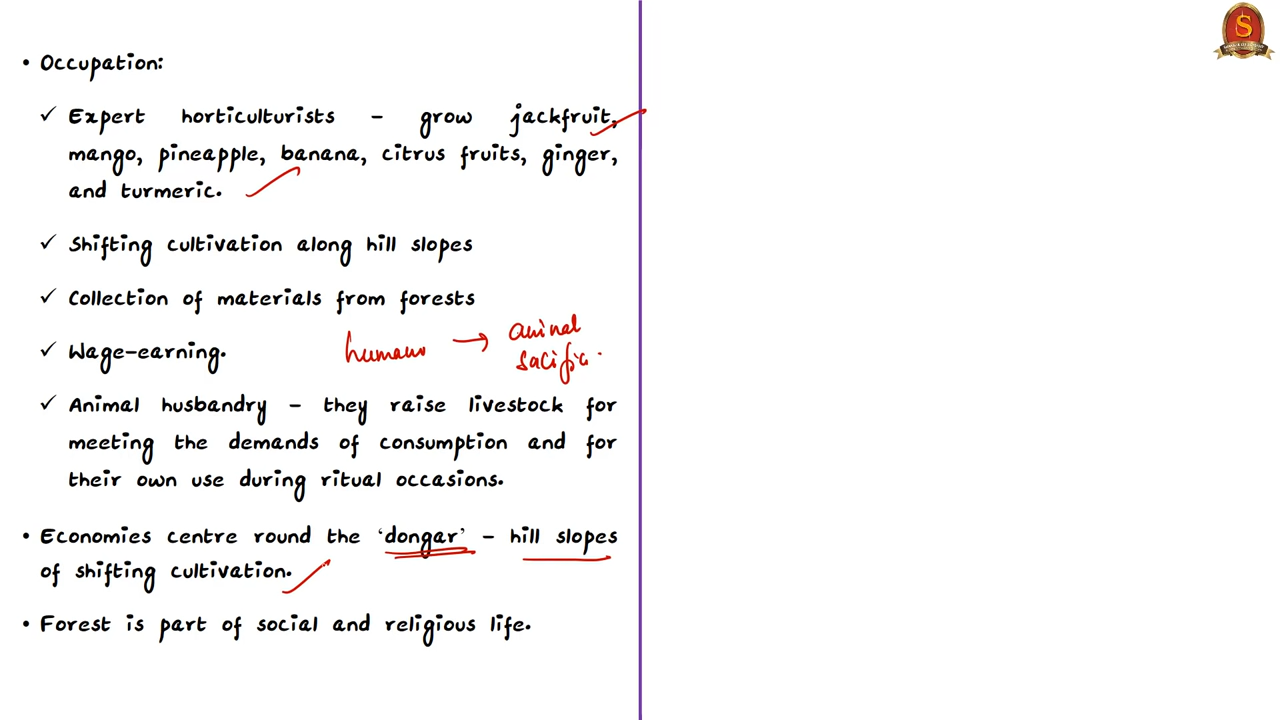 • Occupation:
✓ Expert horticulturists – grow jackfruit,
mango, pineapple, banana, citrus fruits, ginger,
and turmeric.
✓ Shifting cultivation along hill slopes
✓ Collection of materials from forests
✓ Wage-earning.
humans → animal
sacific
✓ Animal husbandry – they raise livestock for
meeting the demands of consumption and for
their own use during ritual occasions.
• Economies centre round the ‘dongar’ – hill slopes
of shifting cultivation.
• Forest is part of social and religious life.
S